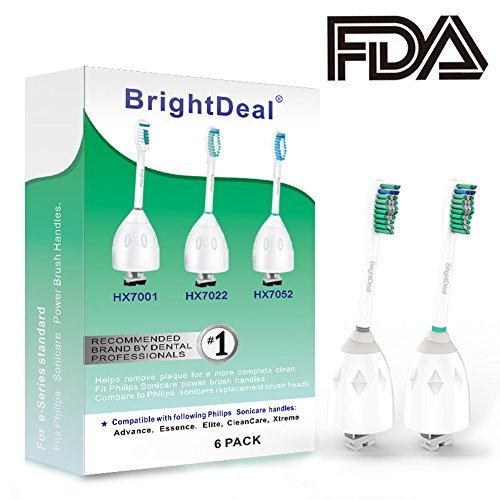 FDA
BrightDeal®
HX7001 HX7022 HX7052
RECOMMENDED
BRAND BY DENTAL
PROFESSIONALS
#1
Helps remove plaque for a more complete clean
Fit Philips Sonicare power brush handles
Compare to Philips sonicare replacement brush heads
★ Compatible with following Philips Sonicare handles:
Advance, Essence, Elite, CleanCare, Xtreme
6 PACK
For e-Series standard
Fits Philips Sonicare Power Brush Handles.
BrightDeal
BrightDeal